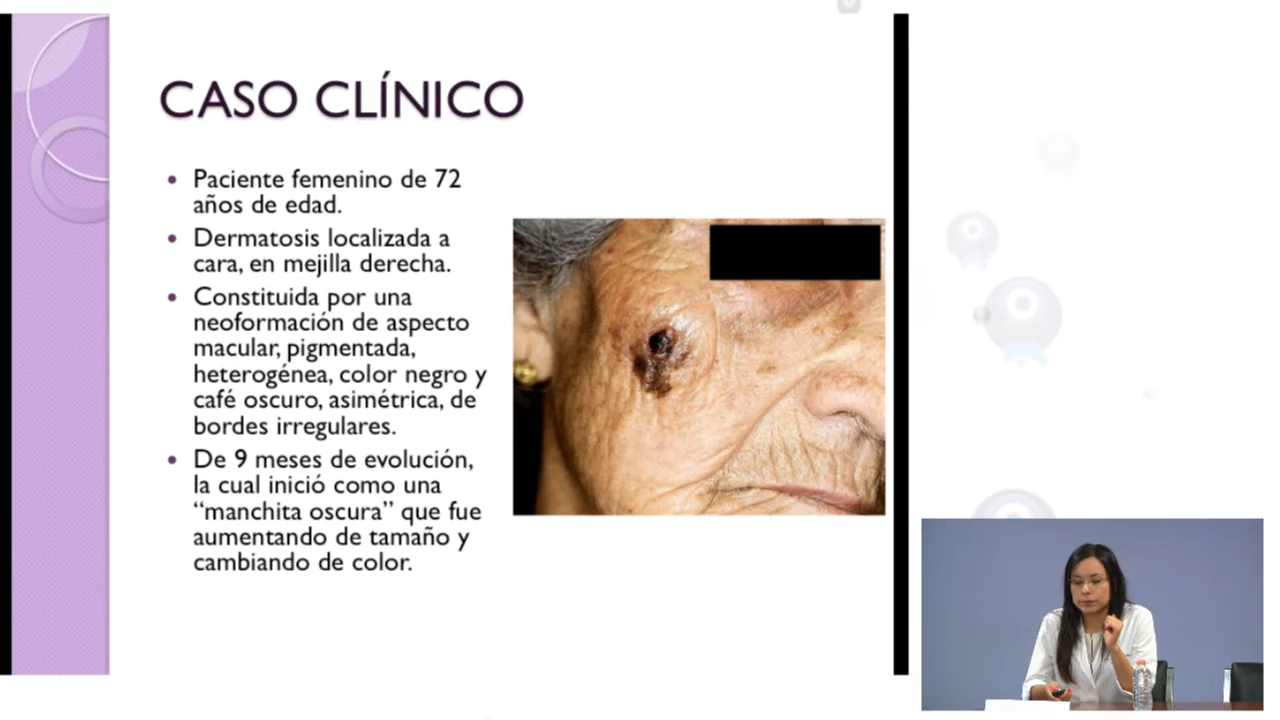 CASO CLÍNICO
• Paciente femenino de 72
años de edad.
• Dermatosis localizada a
cara, en mejilla derecha.
• Constituida por una
neoformación de aspecto
macular, pigmentada,
heterogénea, color negro y
café oscuro, asimétrica, de
bordes irregulares.
• De 9 meses de evolución,
la cual inició como una
“manchita oscura” que fue
aumentando de tamaño y
cambiando de color.